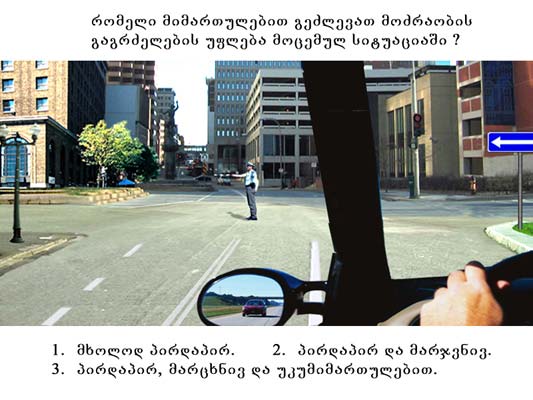 რომელი მიმართულებით გეძლევათ მოძრაობის
გაგრძელების უფლება მოცემულ სიტუაციაში ?
1. მხოლოდ პირდაპირ. 2. პირდაპირ და მარჯვნივ.
3. პირდაპირ, მარცხნივ და უკუმიმართულებით.